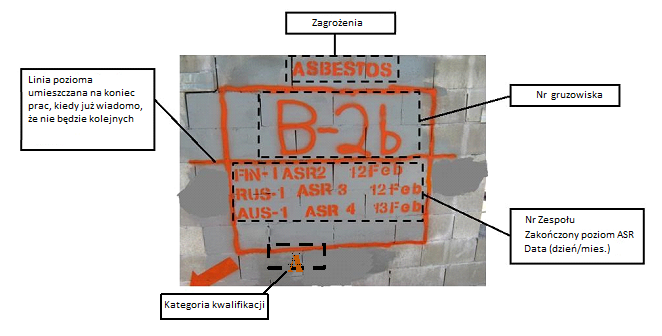 Zagrożenia
ASBESTOS
Linia pozioma
umieszczana na koniec
prac, kiedy już wiadomo,
że nie będzie kolejnych
Nr gruzowiska
B-2b
FIN-1 ASR2 12Feb
RUS-1 ASR 3 12Feb
AUS-1 ASR 4 13Feb
Nr Zespołu
Zakończony poziom ASR
Data (dzień/mies.)
1
Kategoria kwalifikacji